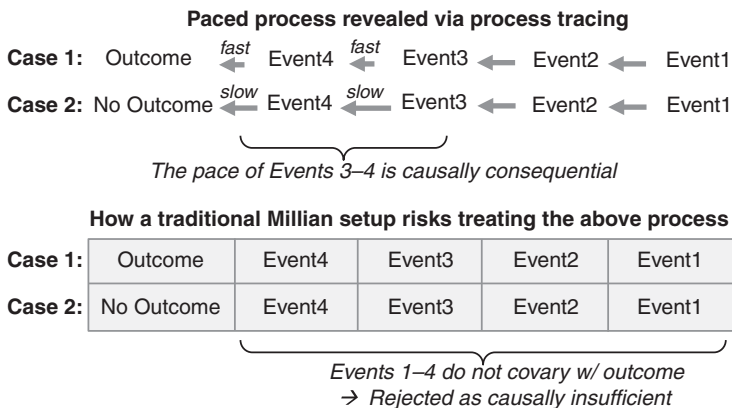 Paced process revealed via process tracing
fast fast
Case 1: Outcome Event4 Event3 Event2 Event1
slow slow
Case 2: No Outcome Event4 Event3 Event2 Event1
The pace of Events 3–4 is causally consequential
How a traditional Millian setup risks treating the above process
Case 1: Outcome Event4 Event3 Event2 Event1
Case 2: No Outcome Event4 Event3 Event2 Event1
Events 1–4 do not covary w/ outcome
→ Rejected as causally insufficient